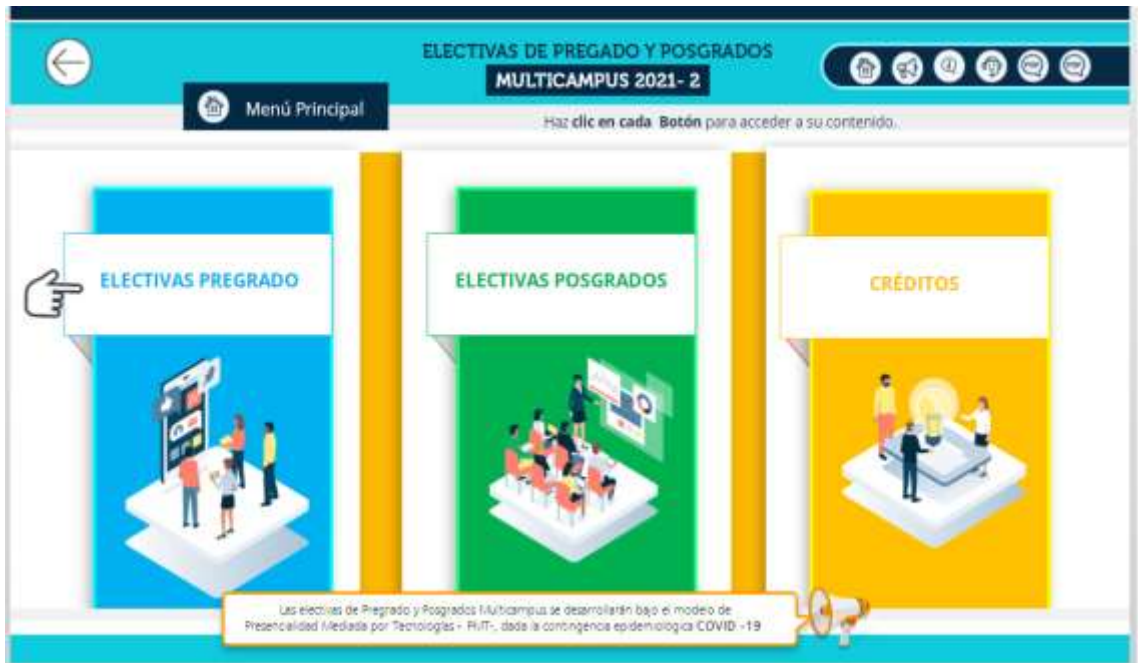 ELECTIVAS DE PREGADO Y POSGRADOS
MULTICAMPUS 2021- 2
Menú Principal
Haz clic en cada Botón para acceder a su contenido.
ELECTIVAS PREGRADO
ELECTIVAS POSGRADOS
CRÉDITOS
Las electivas de Pregrado y Posgrados Multicampus se desarrollarán bajo el modelo de
Presencialidad Mediada por Tecnologías - PMT-, dada la contingencia epidemiológica COVID -19